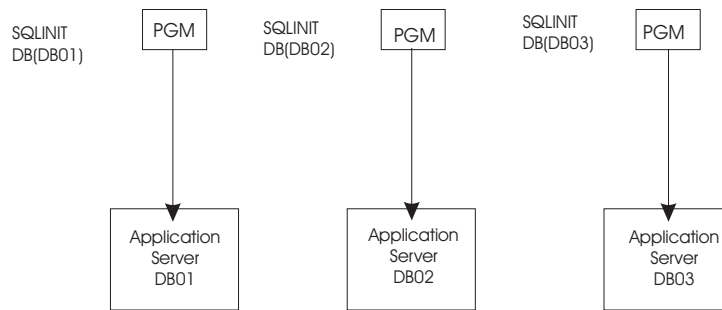 SQLINIT
DB(DB01)
PGM
SQLINIT
DB(DB02)
PGM
SQLINIT
DB(DB03)
PGM
Application
Server
DB01
Application
Server
DB02
Application
Server
DB03